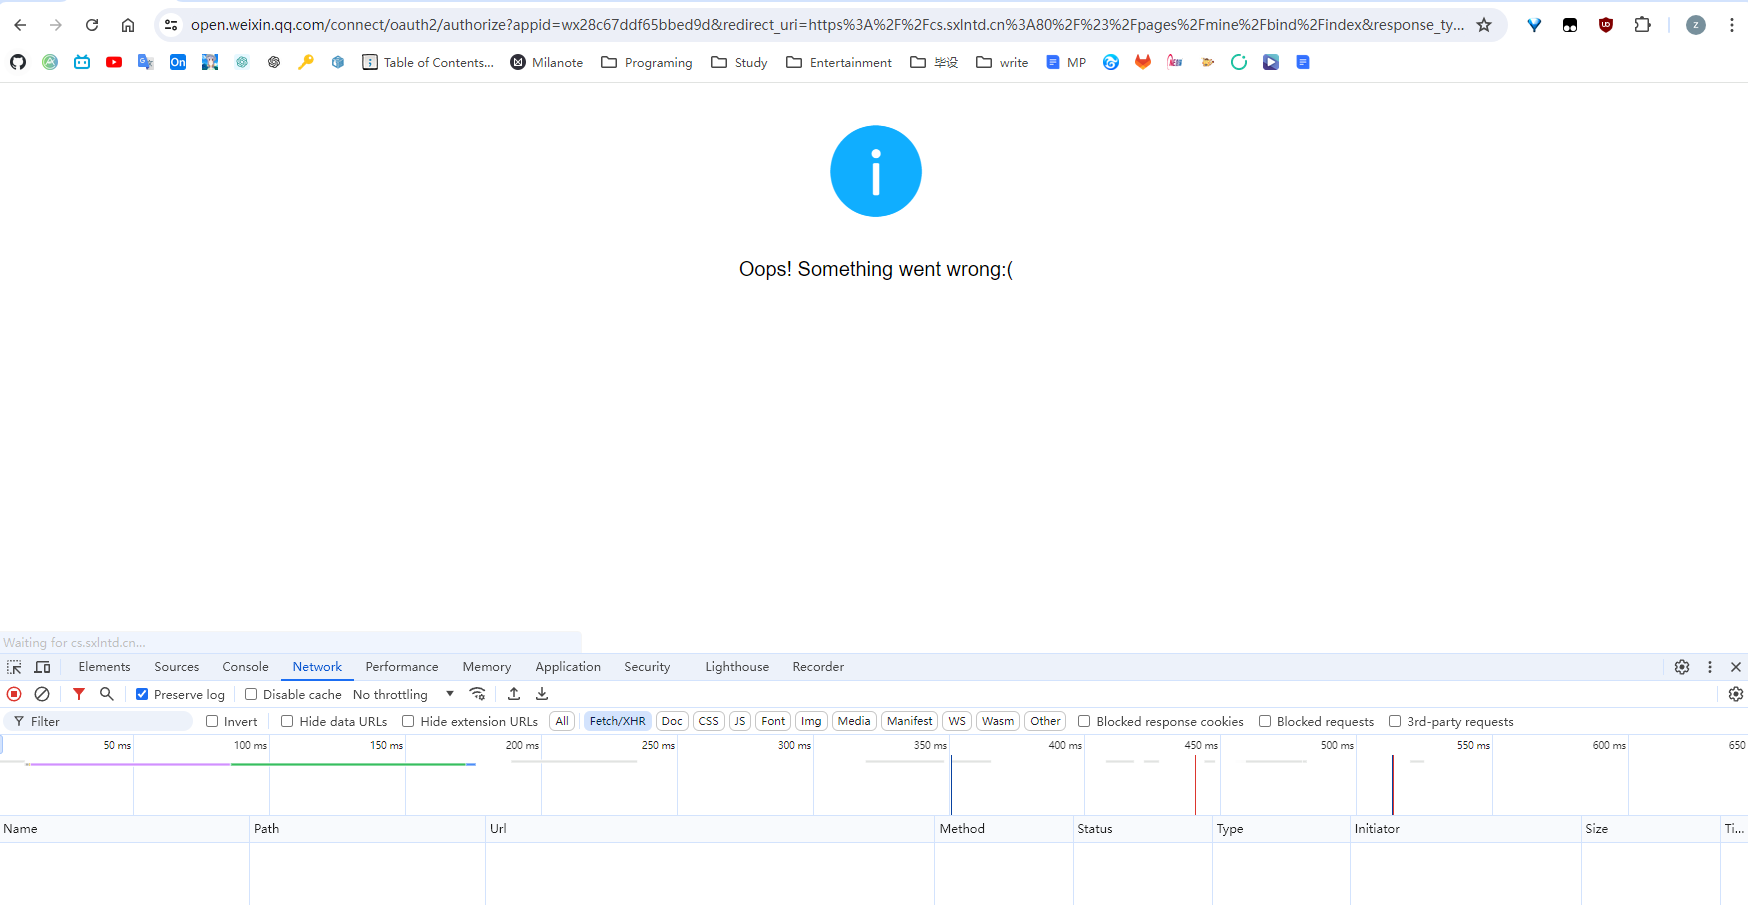 open.weixin.qq.com/connect/oauth2/authorize?appid=wx28c67ddf65bbed9d&redirect_uri=https%3A%2F%2Fcs.sxlntd.cn%3A80%2F%23%2Fpages%2Fmine%2Fbind%2Findex&response_ty...
z
On Table of Contents... Milanote Programing Study Entertainment 毕设 write MP
Oops! Something went wrong:(
Waiting for cs.sxlntd.cn...
Elements Sources Console Network Performance Memory Application Security Lighthouse Recorder
Preserve log Disable cache No throttling
Filter Invert Hide data URLs Hide extension URLs All Fetch/XHR Doc CSS JS Font Img Media Manifest WS Wasm Other Blocked response cookies Blocked requests 3rd-party requests
50 ms 100 ms 150 ms 200 ms 250 ms 300 ms 350 ms 400 ms 450 ms 500 ms 550 ms 600 ms 650
Name Path Url Method Status Type Initiator Size Ti...